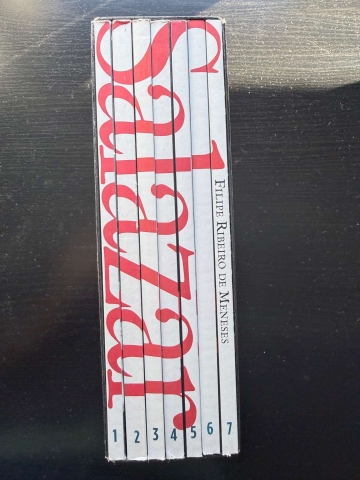 Salazar
FILIPE RIBEIRO DE MENESES
1 2 3 4 5 6 7